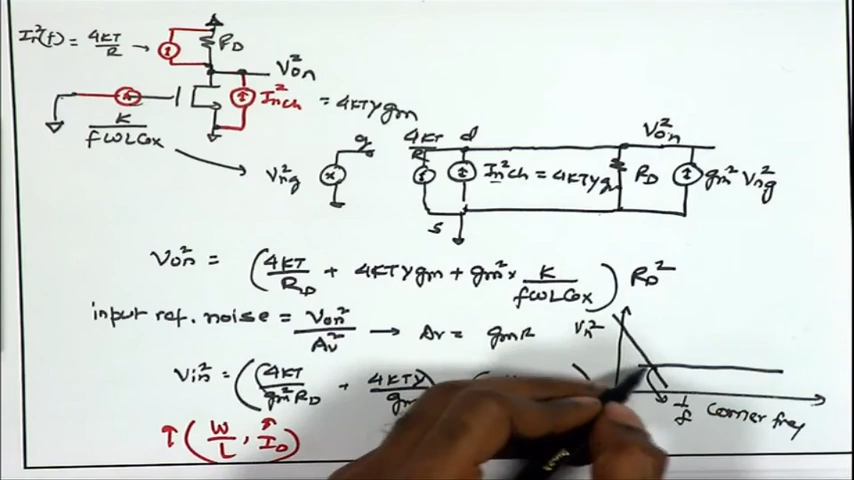 In²(f) = 4KT/R → RD
Von²
Inch² = 4KTγgm
K/fWLCox
Vng² g 4KT/R d Inch² = 4KTγgm RD Von² gm² Vng²
S
Von² = (4KT/RD + 4KTγgm + gm² × K/fWLCox) RD²
input ref. noise = Von²/Av² → Av = gmR
Vn²
Vin² = ((4KT/gm²RD + 4KTγ/gm
1/f corner freq
↑(W/L, ID↑)